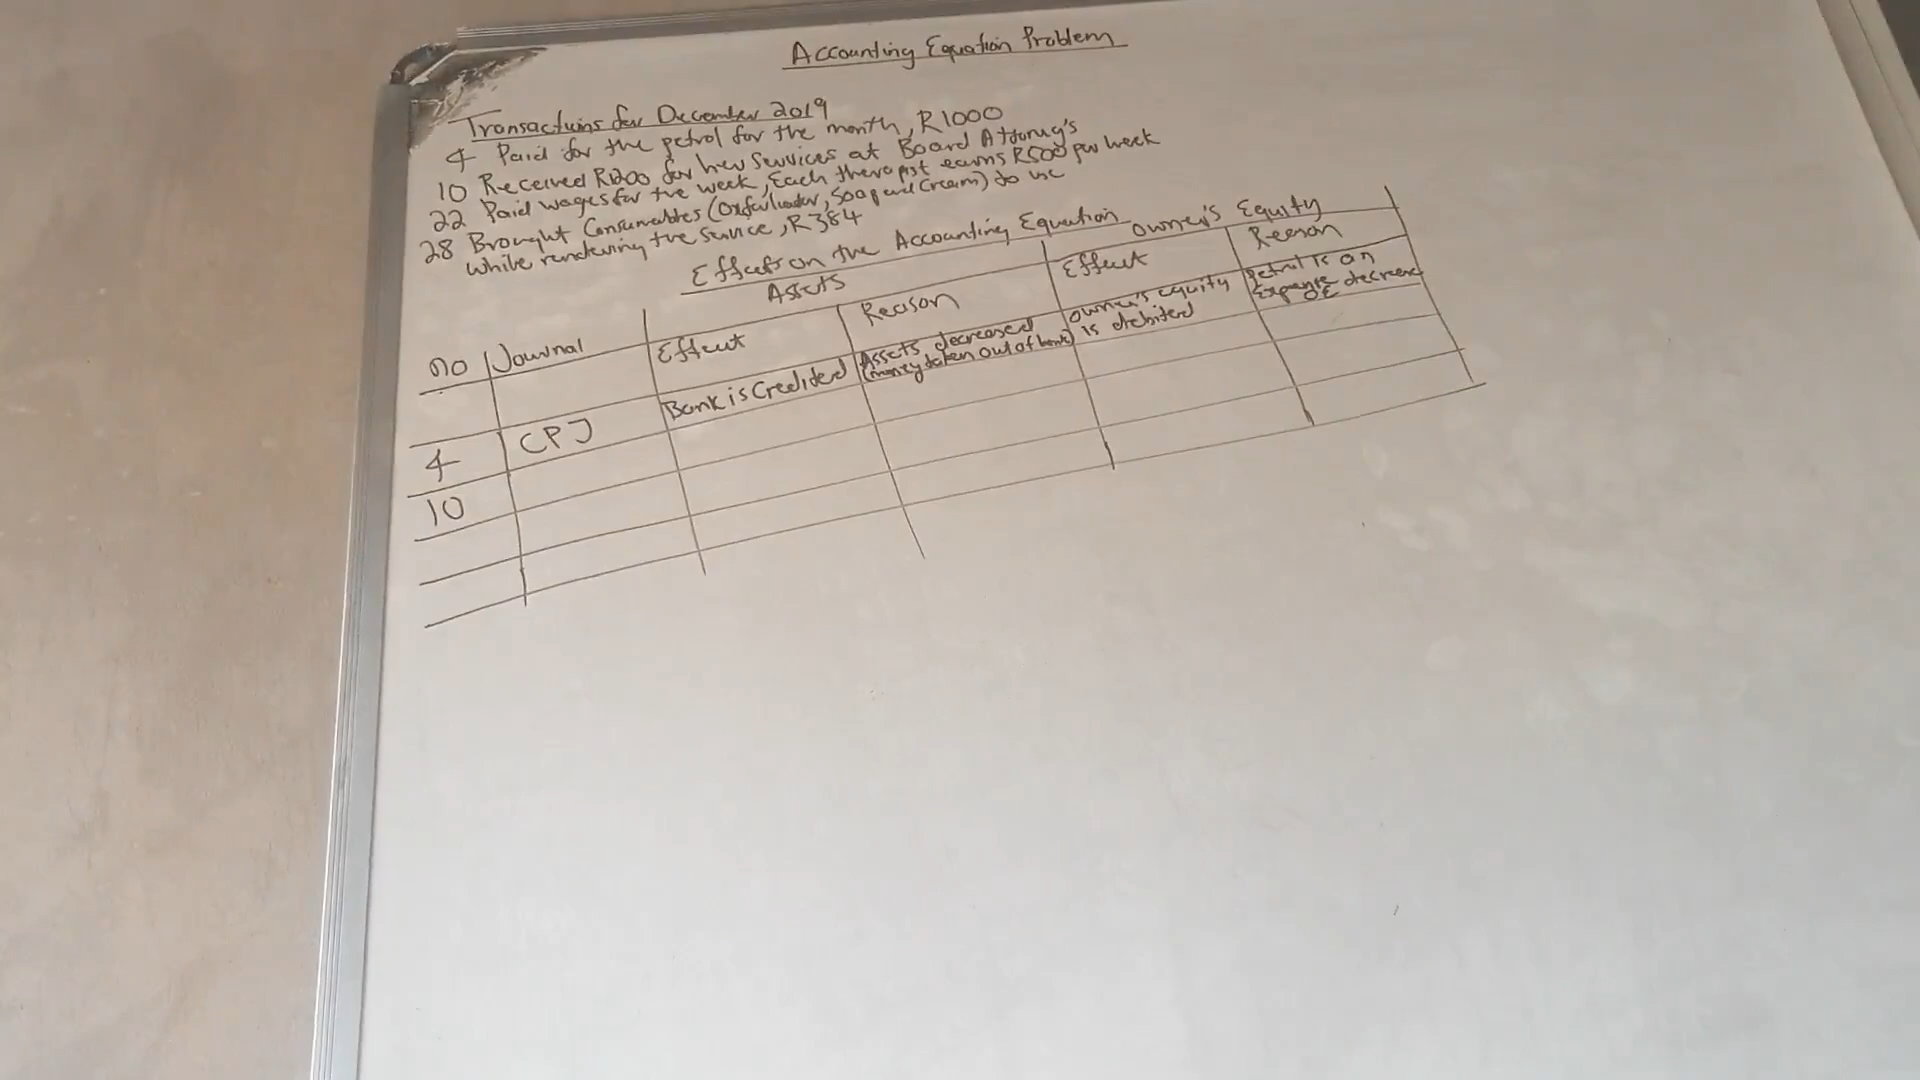 Accounting Equation Problem
Transactions for December 2019
4 Paid for the petrol for the month, R1000
10 Received R1200 for her Services at Board Attorney's
22 Paid wages for the week, Each therapist earns R500 per week
28 Brought Consumables ( Soap and Cream) to use
while rendering the service, R384
Effects on the Accounting Equation
Assets Owner's Equity
no Journal Effect Reason Effect Reason
4 CPJ Bank is Credited Assets decreased (money taken out of bank) owner's equity is debited Petrol is an Expense OE decrease
10